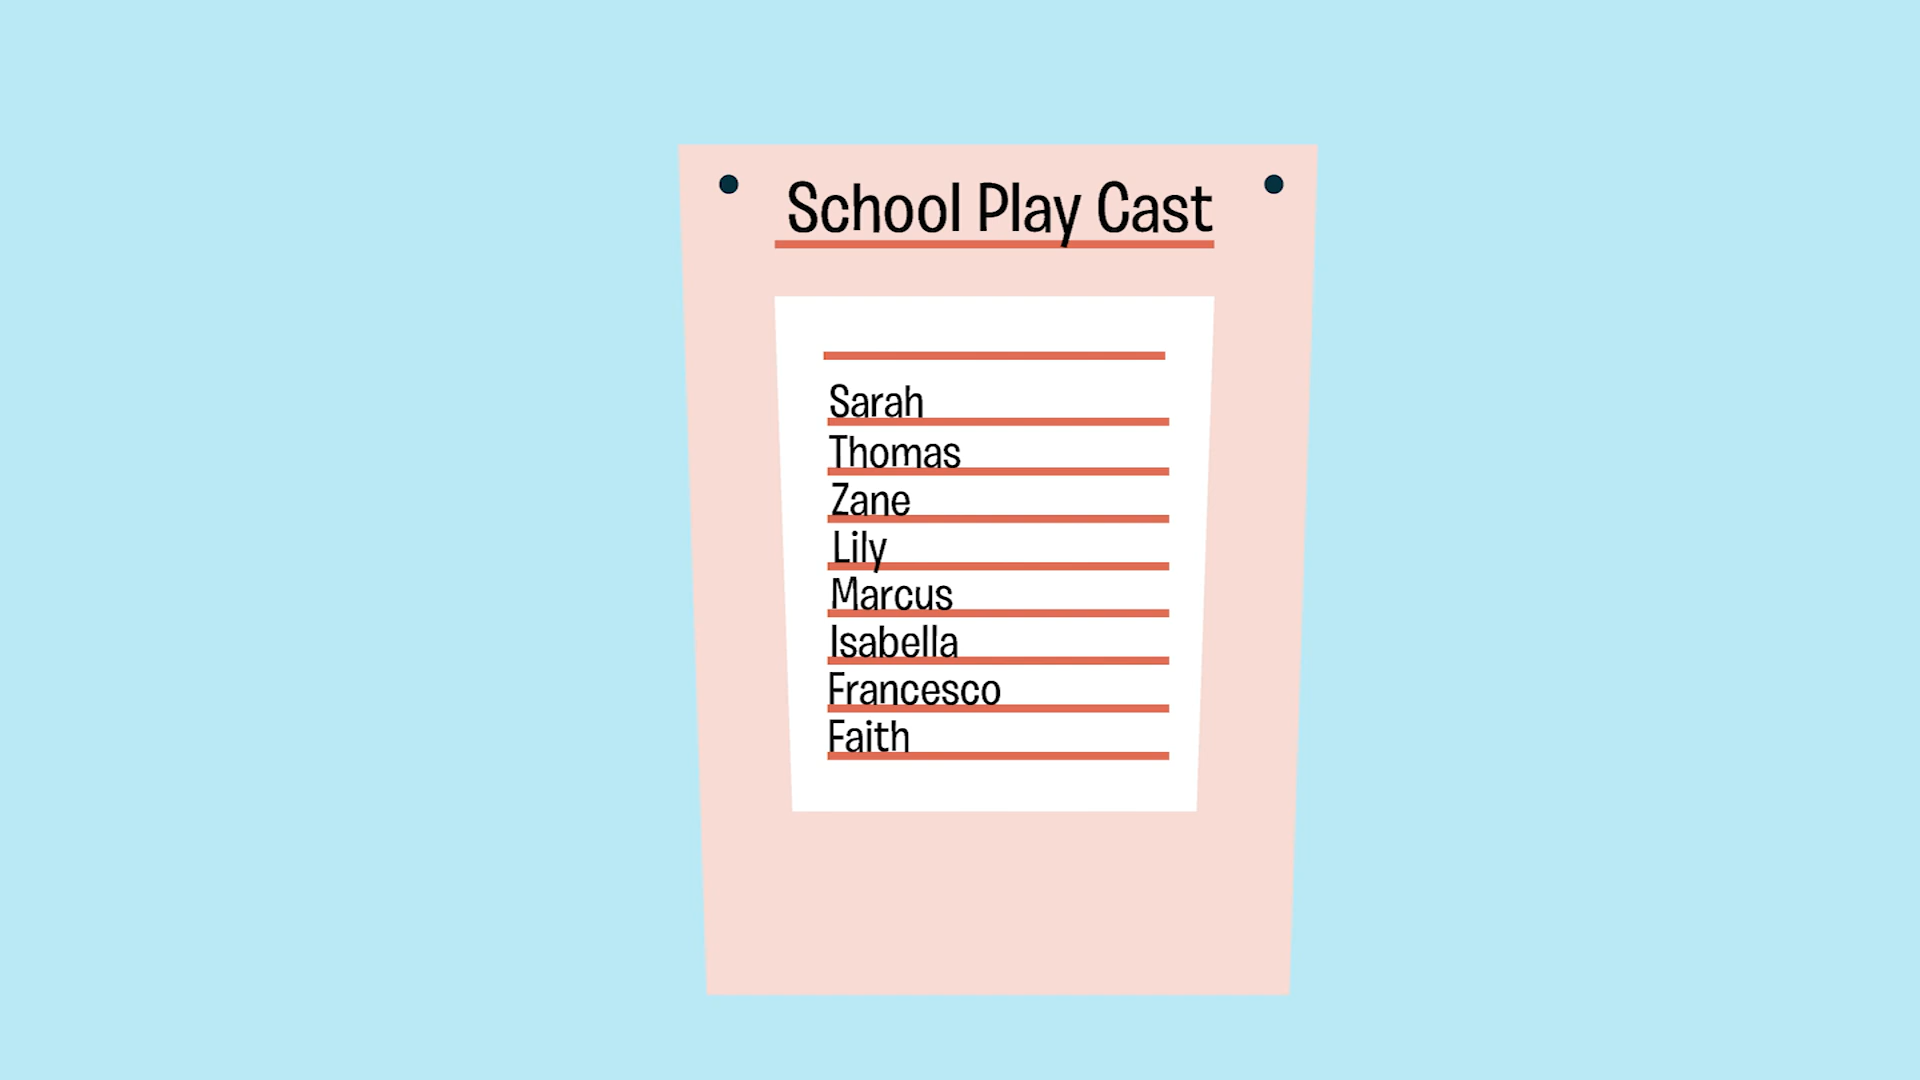 School Play Cast
Sarah
Thomas
Zane
Lily
Marcus
Isabella
Francesco
Faith